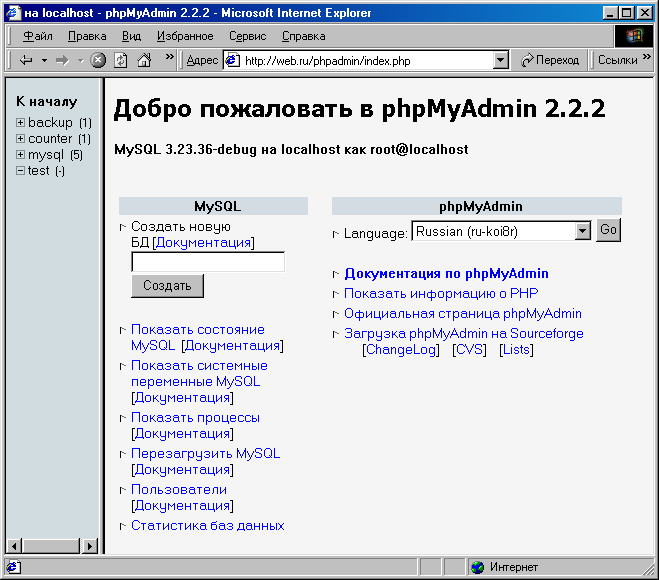 на localhost - phpMyAdmin 2.2.2 - Microsoft Internet Explorer
Файл Правка Вид Избранное Сервис Справка
Адрес http://web.ru/phpadmin/index.php Переход Ссылки
К началу
backup (1)
counter (1)
mysql (5)
test (-)
Добро пожаловать в phpMyAdmin 2.2.2
MySQL 3.23.36-debug на localhost как root@localhost
MySQL
Создать новую
БД [Документация]
Создать
Показать состояние
MySQL [Документация]
Показать системные
переменные MySQL
[Документация]
Показать процессы
[Документация]
Перезагрузить MySQL
[Документация]
Пользователи
[Документация]
Статистика баз данных
phpMyAdmin
Language: Russian (ru-koi8r) Go
Документация по phpMyAdmin
Показать информацию о PHP
Официальная страница phpMyAdmin
Загрузка phpMyAdmin на Sourceforge
[ChangeLog] [CVS] [Lists]
Интернет